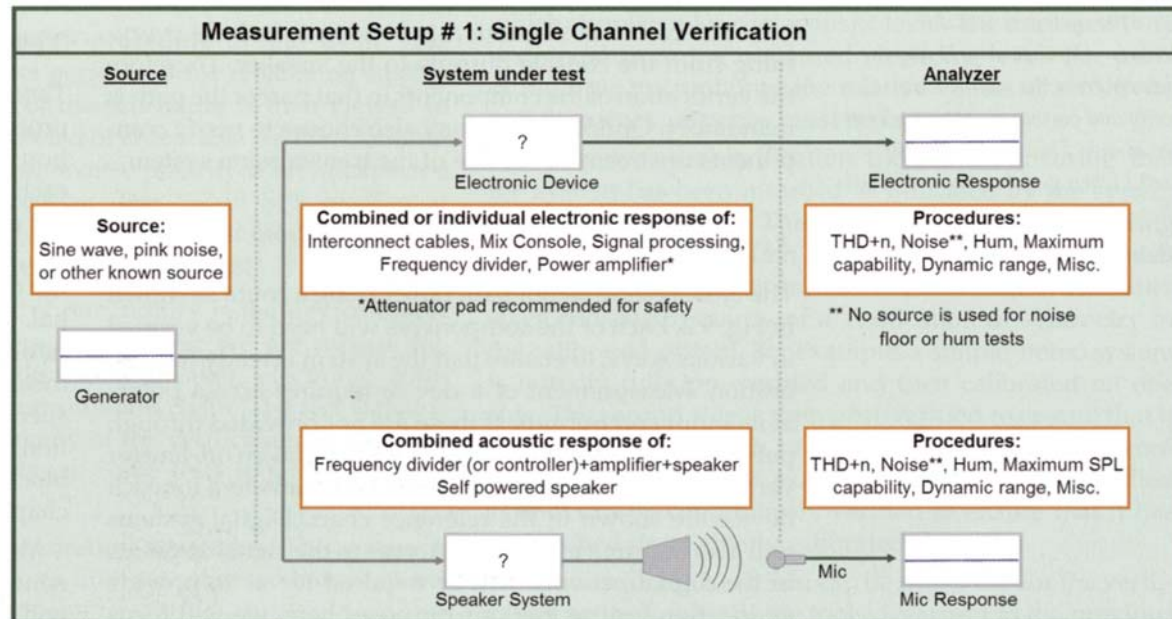 Measurement Setup # 1: Single Channel Verification
Source
System under test
Analyzer
?
Electronic Device
Electronic Response
Source:
Sine wave, pink noise,
or other known source
Combined or individual electronic response of:
Interconnect cables, Mix Console, Signal processing,
Frequency divider, Power amplifier*
Procedures:
THD+n, Noise**, Hum, Maximum
capability, Dynamic range, Misc.
*Attenuator pad recommended for safety
** No source is used for noise
floor or hum tests
Generator
Combined acoustic response of:
Frequency divider (or controller)+amplifier+speaker
Self powered speaker
Procedures:
THD+n, Noise**, Hum, Maximum SPL
capability, Dynamic range, Misc.
?
Speaker System
Mic
Mic Response